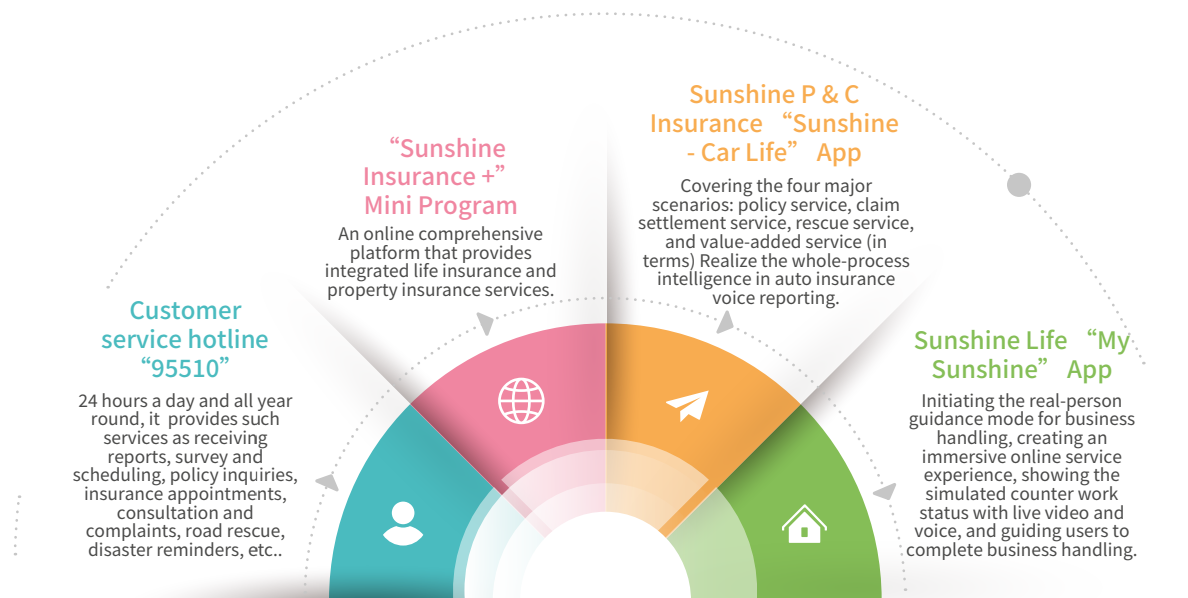 Customer
service hotline
“95510”
24 hours a day and all year
round, it  provides such
services as receiving
reports, survey and
scheduling, policy inquiries,
insurance appointments,
consultation and
complaints, road rescue,
disaster reminders, etc..
“Sunshine
Insurance +”
Mini Program
An online comprehensive
platform that provides
integrated life insurance and
property insurance services.
Sunshine P & C
Insurance “Sunshine
- Car Life” App
Covering the four major
scenarios: policy service, claim
settlement service, rescue service,
and value-added service (in
terms) Realize the whole-process
intelligence in auto insurance
voice reporting.
Sunshine Life “My
Sunshine” App
Initiating the real-person
guidance mode for business
handling, creating an
immersive online service
experience, showing the
simulated counter work
status with live video and
voice, and guiding users to
complete business handling.